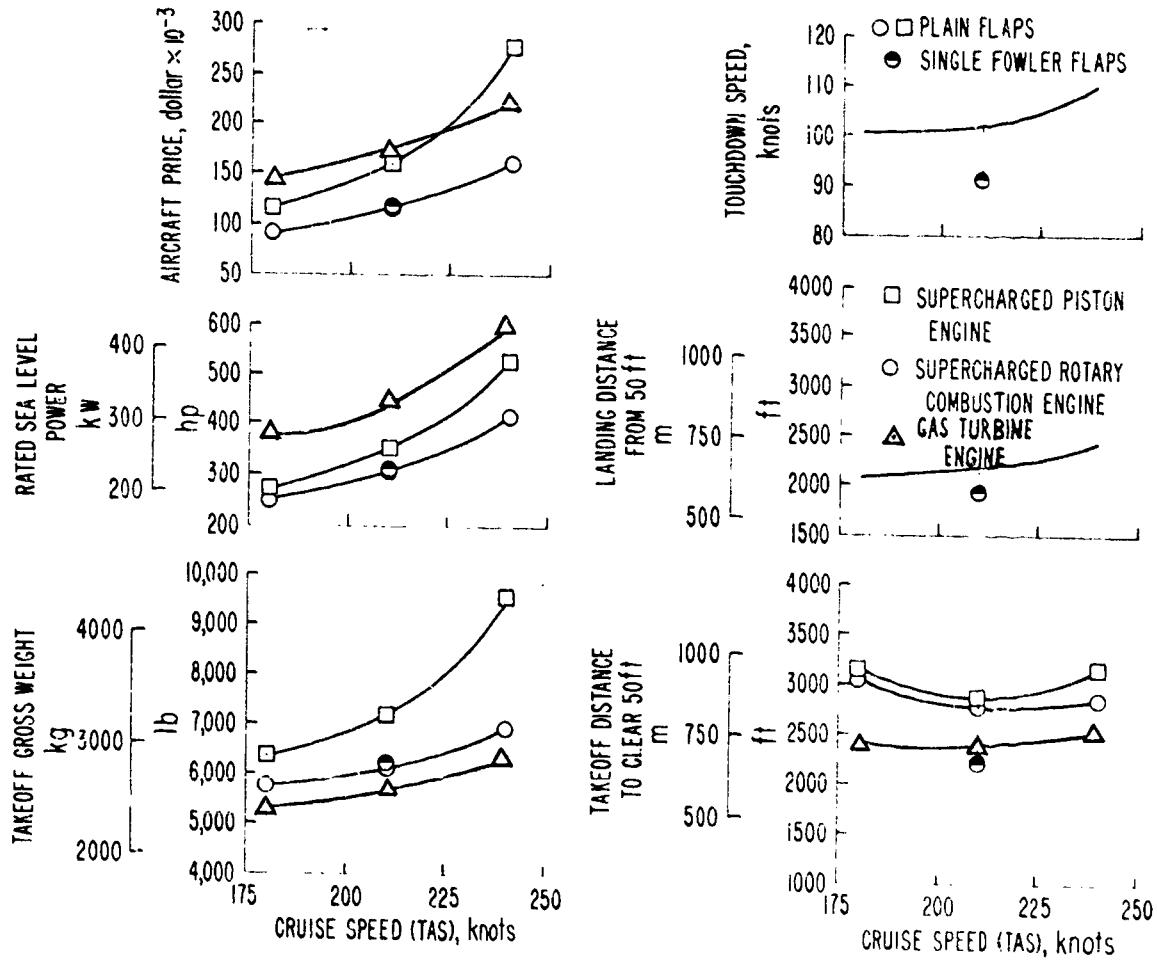 AIRCRAFT PRICE, dollar × 10⁻³
300
250
200
150
100
50
RATED SEA LEVEL
POWER
kw
400
300
200
hp
600
500
400
300
200
TAKEOFF GROSS WEIGHT
kg
4000
3000
2000
lb
10,000
9,000
8,000
7,000
6,000
5,000
4,000
175
200
225
250
CRUISE SPEED (TAS), knots
TOUCHDOWN SPEED,
knots
120
110
100
90
80
PLAIN FLAPS
SINGLE FOWLER FLAPS
LANDING DISTANCE
FROM 50 ft
m
1000
750
500
ft
4000
3500
3000
2500
2000
1500
SUPERCHARGED PISTON
ENGINE
SUPERCHARGED ROTARY
COMBUSTION ENGINE
GAS TURBINE
ENGINE
TAKEOFF DISTANCE
TO CLEAR 50ft
m
1000
750
500
ft
4000
3500
3000
2500
2000
1500
1000
175
200
225
250
CRUISE SPEED (TAS), knots